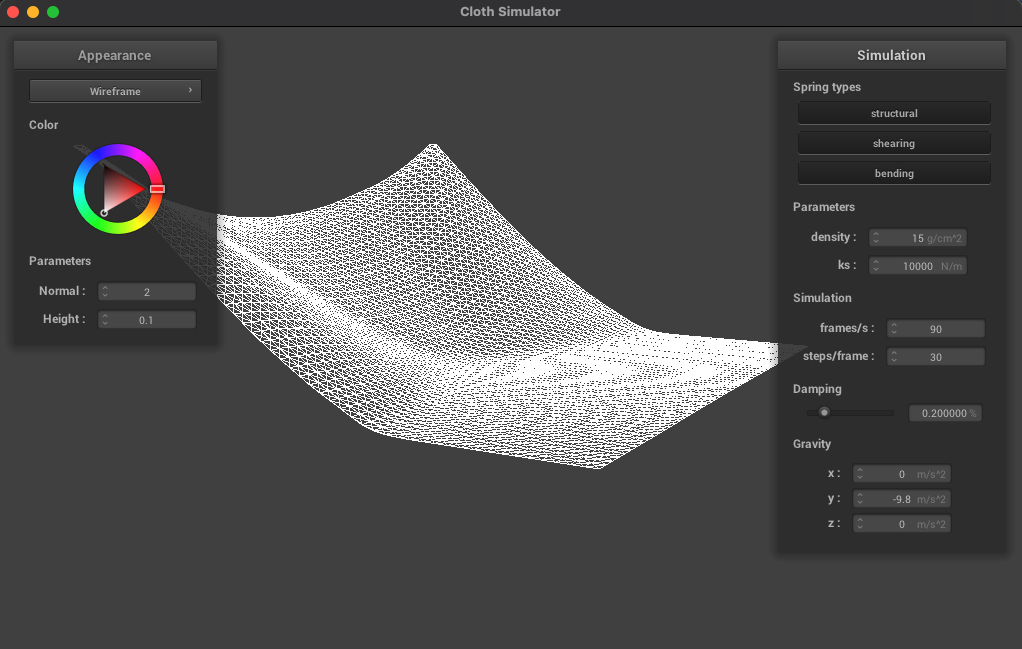 Cloth Simulator
Appearance
Wireframe
Color
Parameters
Normal : 2
Height : 0.1
Simulation
Spring types
structural
shearing
bending
Parameters
density : 15 g/cm^2
ks : 10000 N/m
Simulation
frames/s : 90
steps/frame : 30
Damping
0.200000 %
Gravity
x : 0 m/s^2
y : -9.8 m/s^2
z : 0 m/s^2